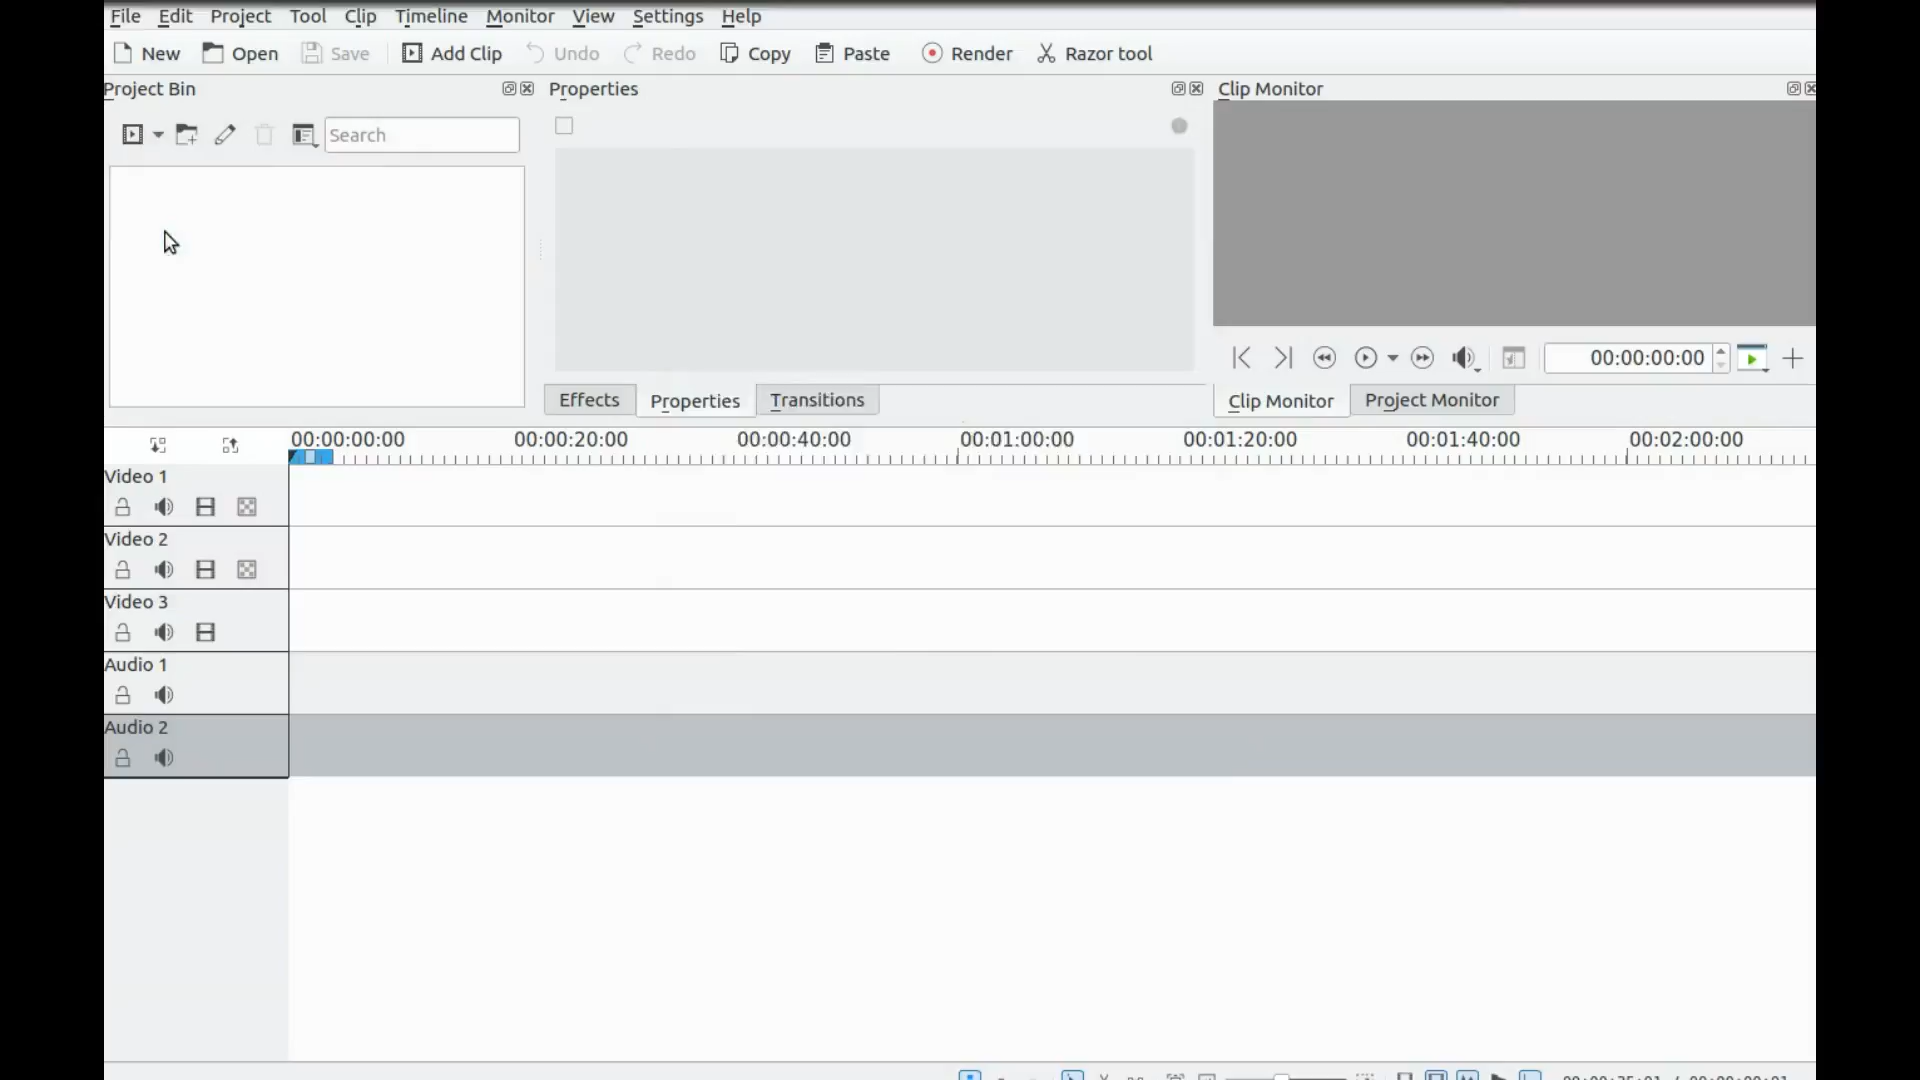 File Edit Project Tool Clip Timeline Monitor View Settings Help
New Open Save Add Clip Undo Redo Copy Paste Render Razor tool
Project Bin
Properties
Clip Monitor
Search
00:00:00:00
Effects Properties Transitions
Clip Monitor Project Monitor
00:00:00:00 00:00:20:00 00:00:40:00 00:01:00:00 00:01:20:00 00:01:40:00 00:02:00:00
Video 1
Video 2
Video 3
Audio 1
Audio 2